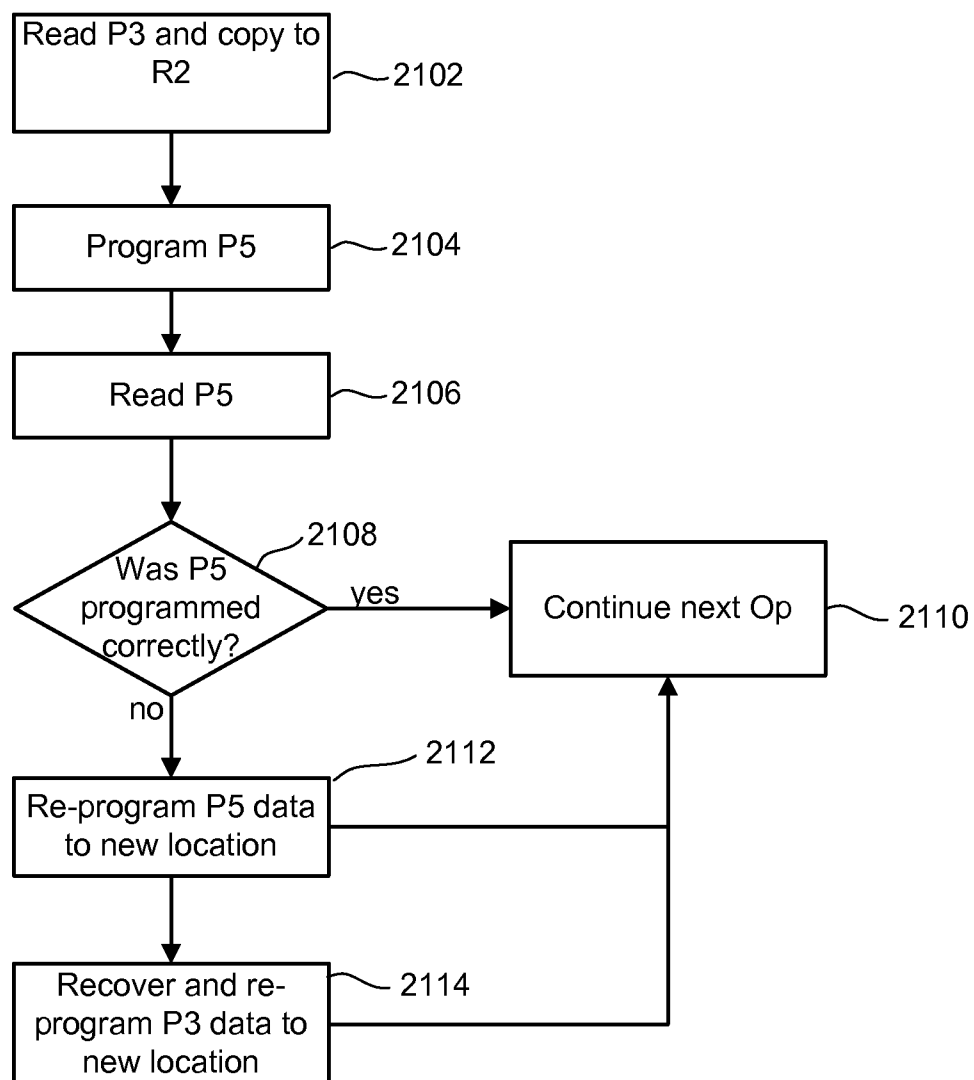 Read P3 and copy to
R2
2102
Program P5
2104
Read P5
2106
2108
Was P5
programmed
correctly?
yes
Continue next Op
2110
no
2112
Re-program P5 data
to new location
Recover and re-
program P3 data to
new location
2114